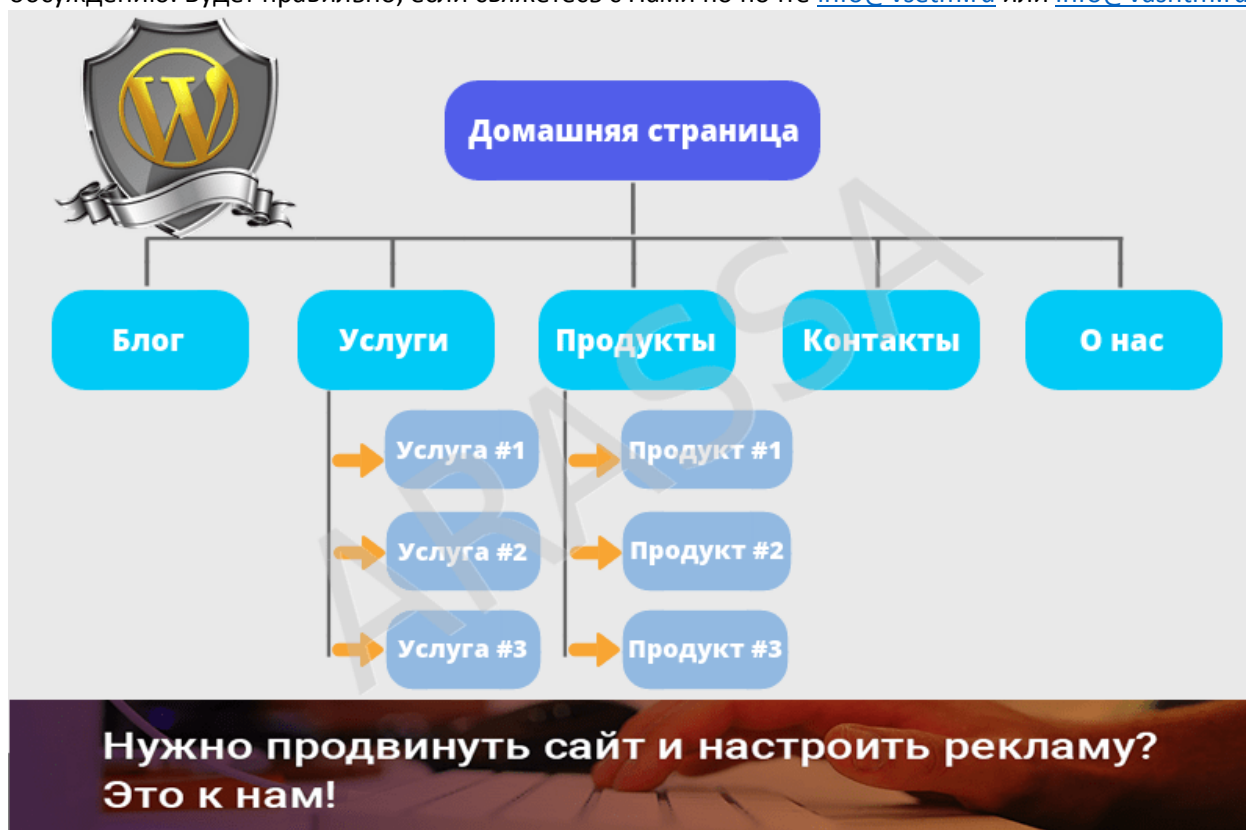 Домашняя страница
Блог
Услуги
Продукты
Контакты
О нас
Услуга #1
Продукт #1
Услуга #2
Продукт #2
Услуга #3
Продукт #3
ARASSA
Нужно продвинуть сайт и настроить рекламу?
Это к нам!